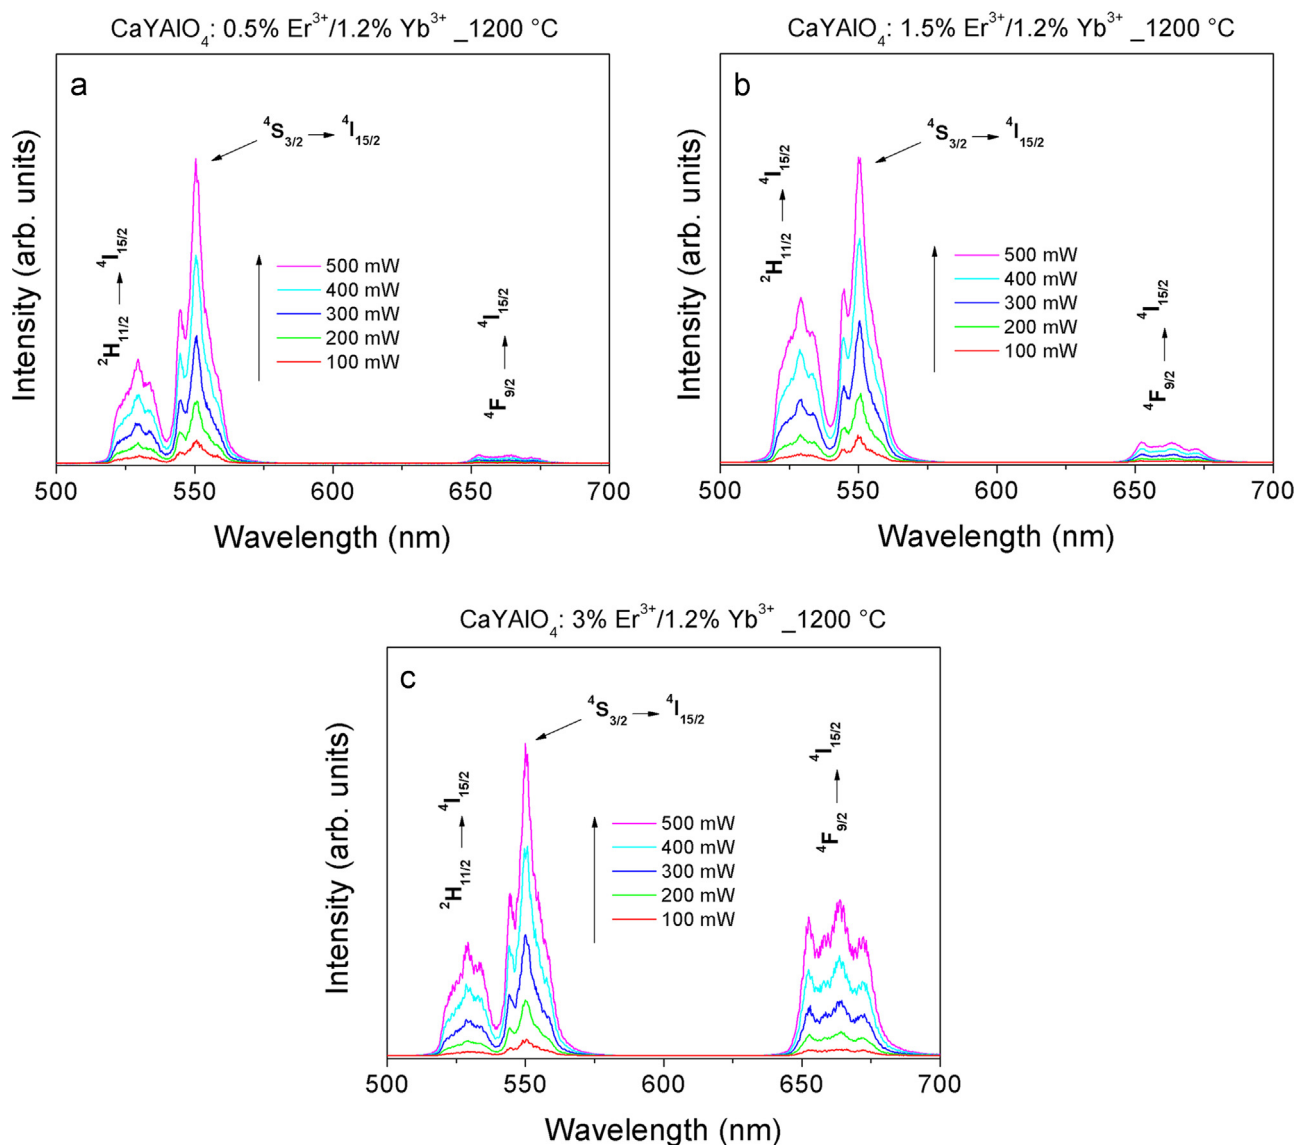 CaYAlO₄: 0.5% Er³⁺/1.2% Yb³⁺ _1200 °C
a
Intensity (arb. units)
⁴S₃/₂ → ⁴I₁₅/₂
²H₁₁/₂ → ⁴I₁₅/₂
500 mW
400 mW
300 mW
200 mW
100 mW
⁴F₉/₂ → ⁴I₁₅/₂
500 550 600 650 700
Wavelength (nm)
CaYAlO₄: 1.5% Er³⁺/1.2% Yb³⁺ _1200 °C
b
Intensity (arb. units)
⁴S₃/₂ → ⁴I₁₅/₂
²H₁₁/₂ → ⁴I₁₅/₂
500 mW
400 mW
300 mW
200 mW
100 mW
⁴F₉/₂ → ⁴I₁₅/₂
500 550 600 650 700
Wavelength (nm)
CaYAlO₄: 3% Er³⁺/1.2% Yb³⁺ _1200 °C
c
Intensity (arb. units)
⁴S₃/₂ → ⁴I₁₅/₂
²H₁₁/₂ → ⁴I₁₅/₂
500 mW
400 mW
300 mW
200 mW
100 mW
⁴F₉/₂ → ⁴I₁₅/₂
500 550 600 650 700
Wavelength (nm)